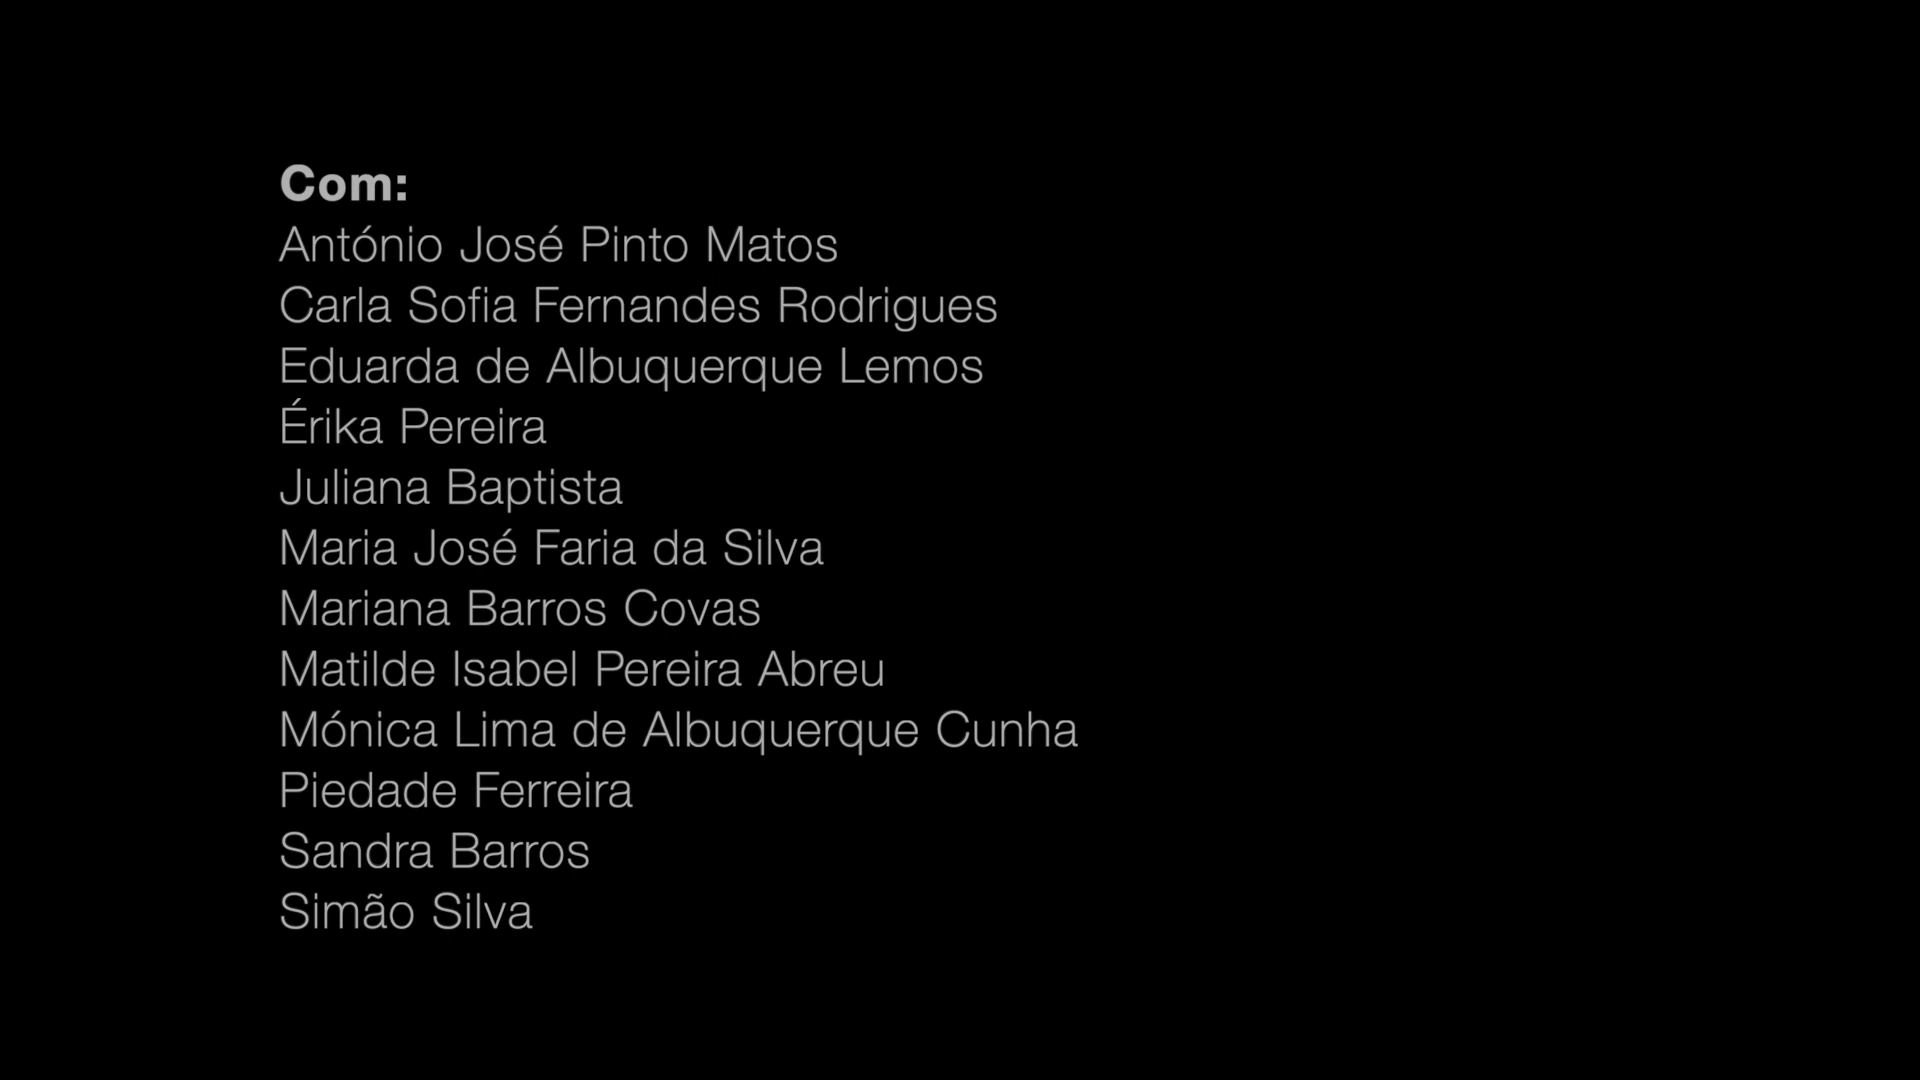 Com:
António José Pinto Matos
Carla Sofia Fernandes Rodrigues
Eduarda de Albuquerque Lemos
Érika Pereira
Juliana Baptista
Maria José Faria da Silva
Mariana Barros Covas
Matilde Isabel Pereira Abreu
Mónica Lima de Albuquerque Cunha
Piedade Ferreira
Sandra Barros
Simão Silva